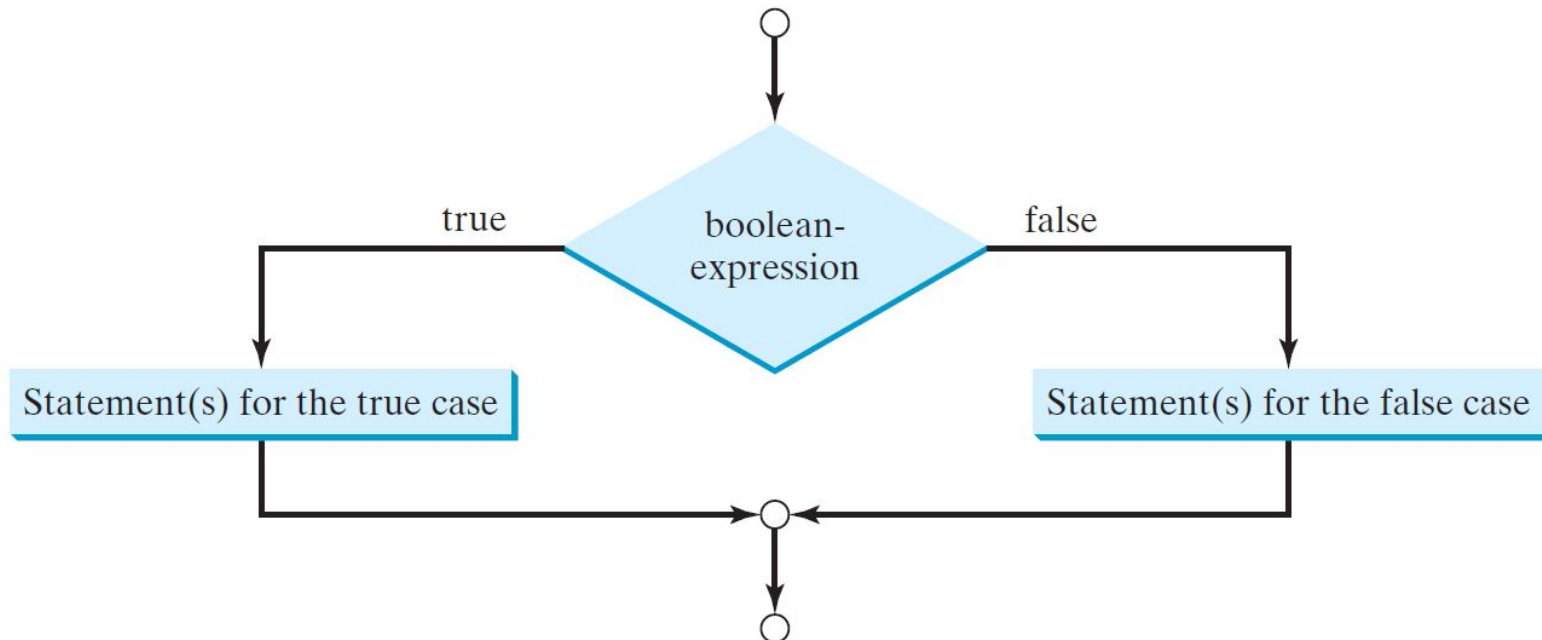 true
boolean-
expression
false
Statement(s) for the true case
Statement(s) for the false case